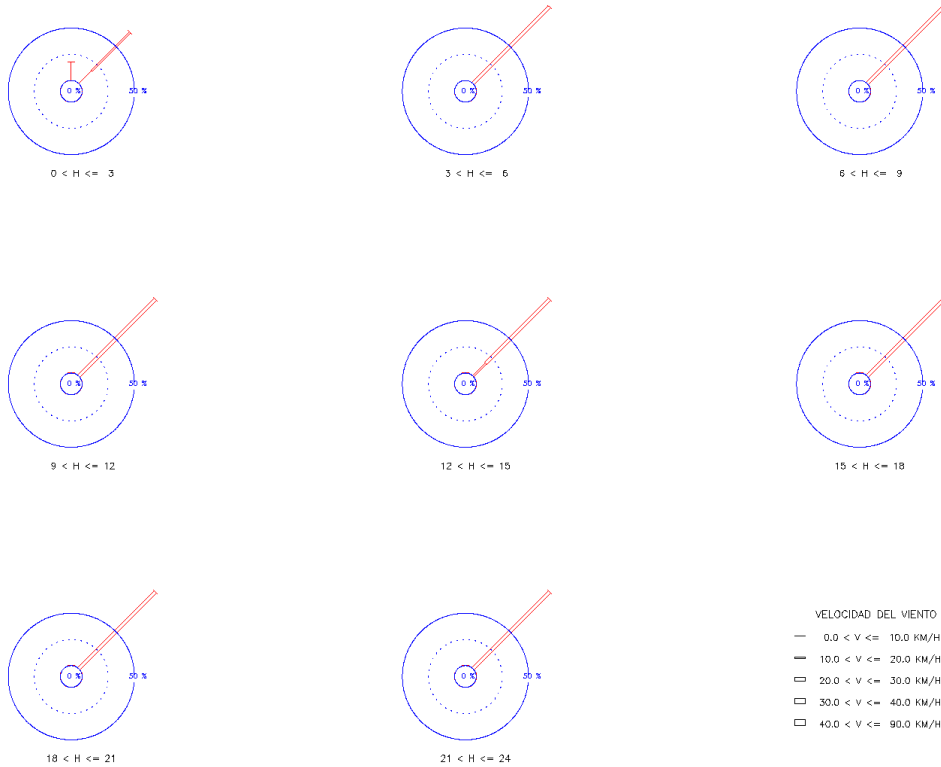 0 %
50 %
0 < H <= 3
0 %
50 %
3 < H <= 6
0 %
50 %
6 < H <= 9
0 %
50 %
9 < H <= 12
0 %
50 %
12 < H <= 15
0 %
50 %
15 < H <= 18
0 %
50 %
18 < H <= 21
0 %
50 %
21 < H <= 24
VELOCIDAD DEL VIENTO
0.0 < V <= 10.0 KM/H
10.0 < V <= 20.0 KM/H
20.0 < V <= 30.0 KM/H
30.0 < V <= 40.0 KM/H
40.0 < V <= 90.0 KM/H